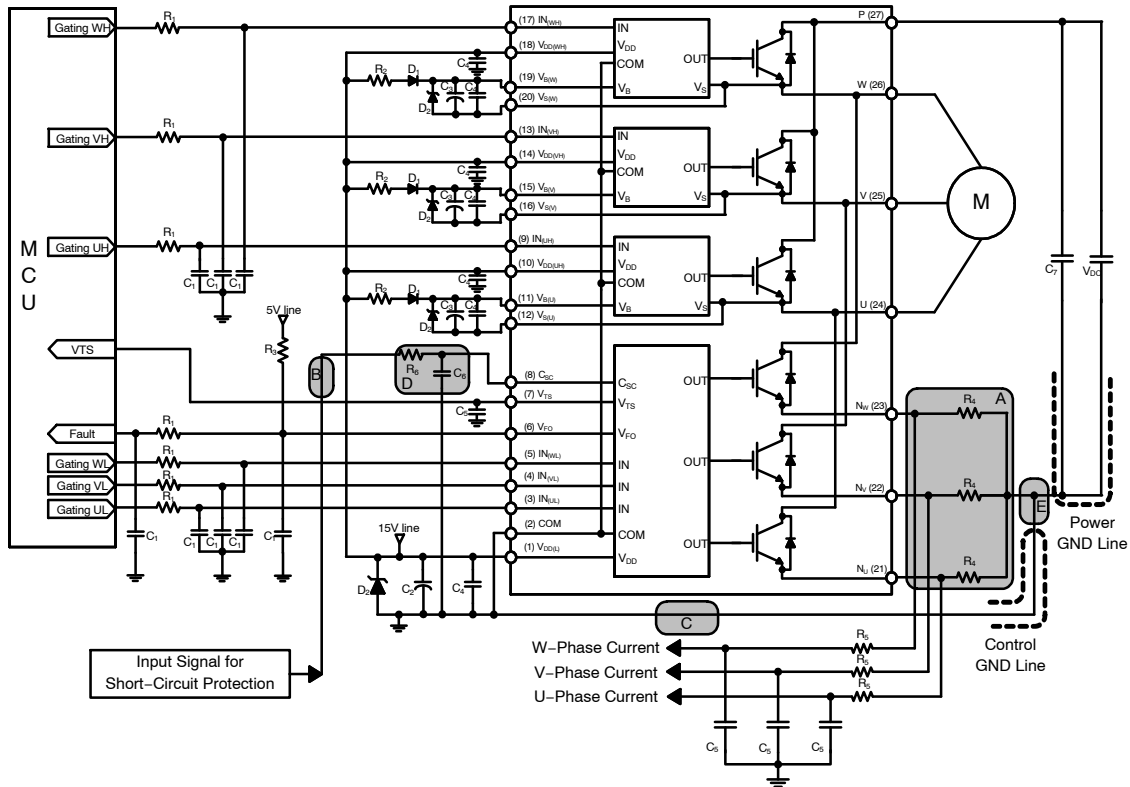 Gating WH
R1
(17) IN(WH)
IN
P (27)
(18) VDD(WH)
VDD
C4
COM
OUT
R2
D1
(19) VB(W)
VB
VS
W (26)
C3
C4
D2
(20) VS(W)
Gating VH
R1
(13) IN(VH)
IN
(14) VDD(VH)
VDD
C4
COM
OUT
R2
D1
(15) VB(V)
VB
VS
V (25)
M
C3
C4
D2
(16) VS(V)
M
C
U
Gating UH
R1
(9) IN(UH)
IN
(10) VDD(UH)
VDD
C4
COM
OUT
C7
VDC
C1
C1
C1
R2
D1
(11) VB(U)
VB
VS
U (24)
C3
C4
D2
(12) VS(U)
5V line
R3
VTS
B
R6
D
C6
(8) CSC
CSC
OUT
(7) VTS
VTS
C5
NW (23)
R4
A
Fault
R1
(6) VFO
VFO
Gating WL
R1
(5) IN(WL)
IN
OUT
Gating VL
R1
(4) IN(VL)
IN
NV (22)
R4
E
Gating UL
R1
(3) IN(UL)
IN
Power
GND Line
C1
C1
C1
C1
C1
15V line
(2) COM
COM
OUT
(1) VDD(L)
VDD
NU (21)
R4
D2
C2
C4
C
Control
GND Line
Input Signal for
Short−Circuit Protection
W−Phase Current
R5
V−Phase Current
R5
U−Phase Current
R5
C5
C5
C5